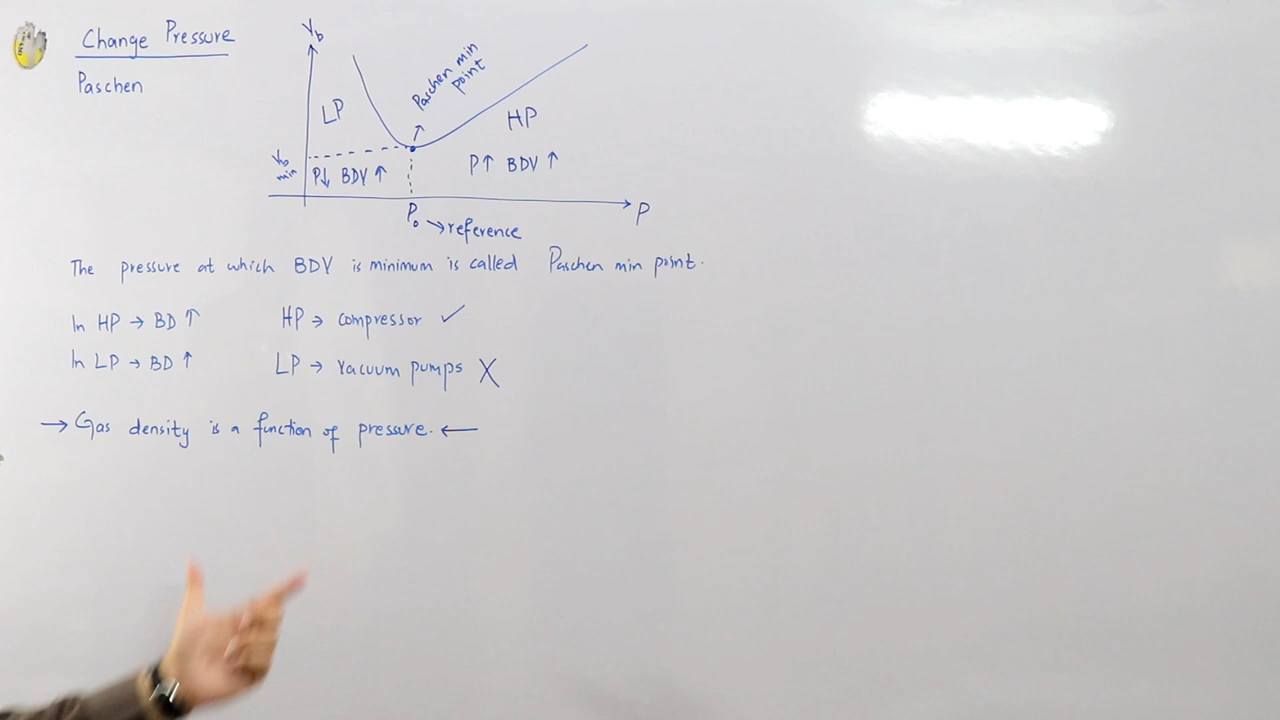 Change Pressure
Paschen
V_b
LP
Paschen min
point
HP
V_b
min
P↓ BDV ↑
P↑ BDV ↑
P₀ → reference
P
The pressure at which BDV is minimum is called Paschen min point.
In HP → BD ↑
HP → compressor ✓
In LP → BD ↑
LP → vacuum pumps X
→ Gas density is a function of pressure. ←